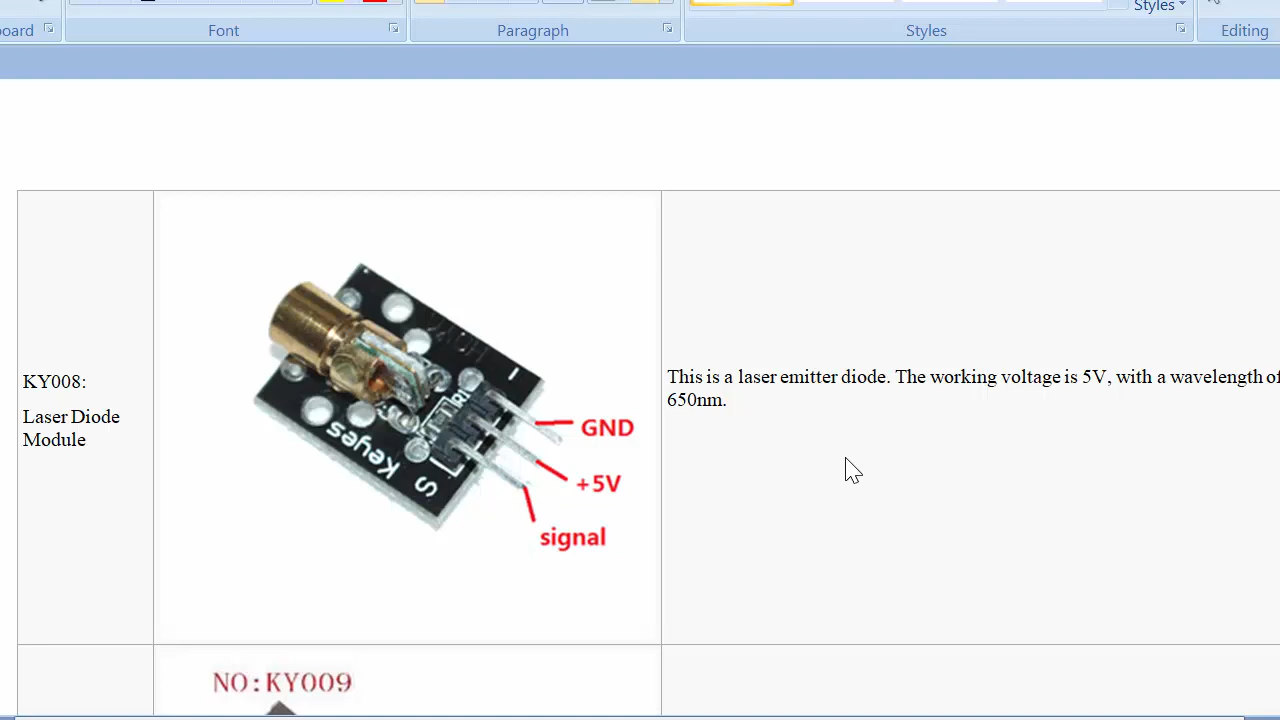 oard
Font
Paragraph
Styles
Styles
Editing
KY008:
Laser Diode
Module
Keyes
S
GND
+5V
signal
This is a laser emitter diode. The working voltage is 5V, with a wavelength of
650nm.
NO:KY009